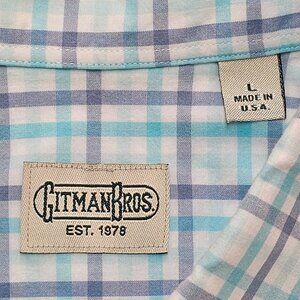 L
MADE IN
U.S.A.
GITMAN BROS.
EST. 1978